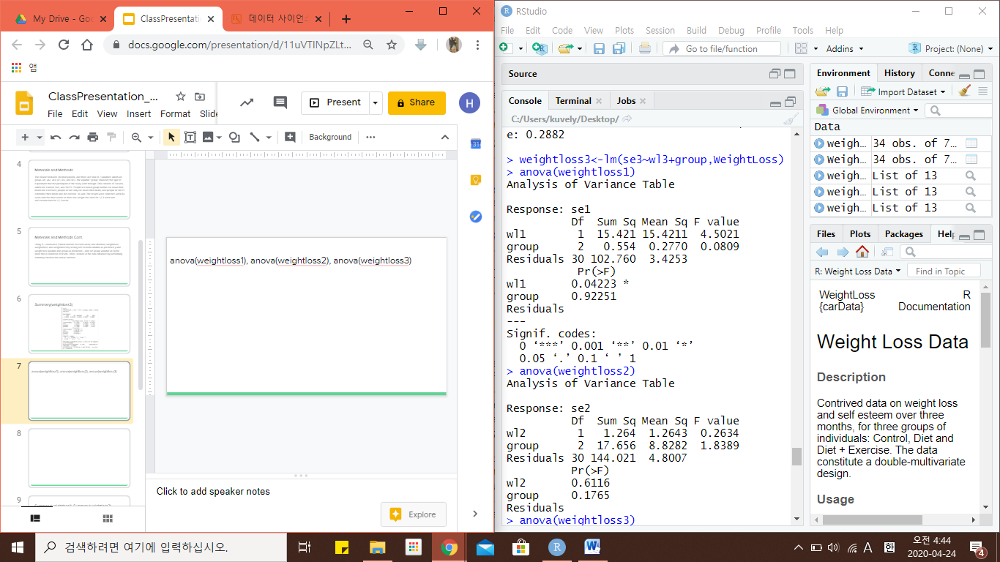 My Drive - Goo
ClassPresentati
데이터 사이언스
docs.google.com/presentation/d/11uVTINpZLt...
앱
ClassPresentation_...
File Edit View Insert Format Slide
Present
Share
H
Background
4
Materials and Methods
5
Materials and Methods Cont.
6
Summary(weightloss3)
7
anova(weightloss1), anova(weightloss2), anova(weightloss3)
8
9
anova(weightloss1), anova(weightloss2), anova(weightloss3)
Click to add speaker notes
Explore
RStudio
File Edit Code View Plots Session Build Debug Profile Tools Help
Go to file/function
Addins
Project: (None)
Source
Console Terminal Jobs
C:/Users/kuvely/Desktop/
e: 0.2882
> weightloss3<-lm(se3~wl3+group,WeightLoss)
> anova(weightloss1)
Analysis of Variance Table
Response: se1
Df Sum Sq Mean Sq F value
wl1 1 15.421 15.4211 4.5021
group 2 0.554 0.2770 0.0809
Residuals 30 102.760 3.4253
Pr(>F)
wl1 0.04223 *
group 0.92251
Residuals
---
Signif. codes:
0 ‘***’ 0.001 ‘**’ 0.01 ‘*’
0.05 ‘.’ 0.1 ‘ ’ 1
> anova(weightloss2)
Analysis of Variance Table
Response: se2
Df Sum Sq Mean Sq F value
wl2 1 1.264 1.2643 0.2634
group 2 17.656 8.8282 1.8389
Residuals 30 144.021 4.8007
Pr(>F)
wl2 0.6116
group 0.1765
Residuals
> anova(weightloss3)
Environment History Conne
Import Dataset
Global Environment
Data
weigh... 34 obs. of 7...
weigh... 34 obs. of 7...
weigh... List of 13
weigh... List of 13
weigh... List of 13
Files Plots Packages Help
R: Weight Loss Data
Find in Topic
WeightLoss R
{carData} Documentation
Weight Loss Data
Description
Contrived data on weight loss
and self esteem over three
months, for three groups of
individuals: Control, Diet and
Diet + Exercise. The data
constitute a double-multivariate
design.
Usage
검색하려면 여기에 입력하십시오.
A 한
오전 4:44
2020-04-24
4